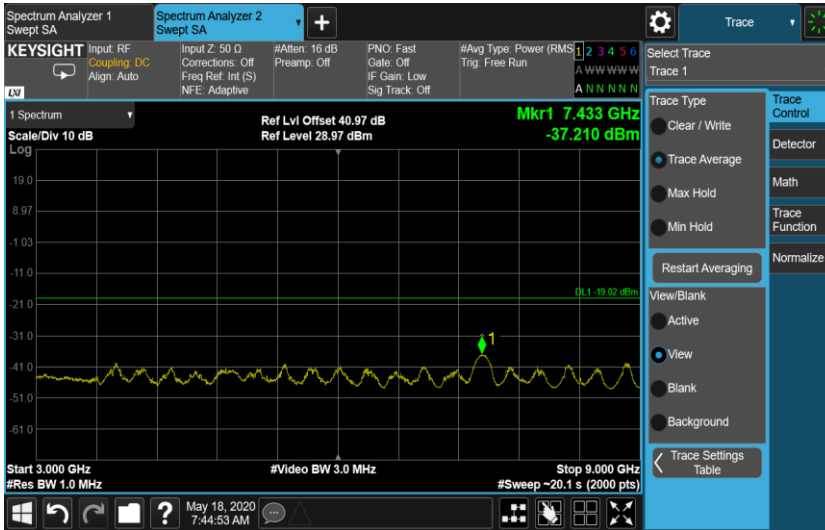 Spectrum Analyzer 1
Swept SA
Spectrum Analyzer 2
Swept SA
Trace
KEYSIGHT
LXI
Input: RF
Coupling: DC
Align: Auto
Input Z: 50 Ω
Corrections: Off
Freq Ref: Int (S)
NFE: Adaptive
#Atten: 16 dB
Preamp: Off
PNO: Fast
Gate: Off
IF Gain: Low
Sig Track: Off
#Avg Type: Power (RMS
Trig: Free Run
1 2 3 4 5 6
A W W W W W
A N N N N N
Select Trace
Trace 1
1 Spectrum
Scale/Div 10 dB
Log
Ref Lvl Offset 40.97 dB
Ref Level 28.97 dBm
Mkr1 7.433 GHz
-37.210 dBm
19.0
8.97
-1.03
-11.0
-21.0
-31.0
-41.0
-51.0
-61.0
DL1 -19.02 dBm
1
Start 3.000 GHz
#Res BW 1.0 MHz
#Video BW 3.0 MHz
Stop 9.000 GHz
#Sweep ~20.1 s (2000 pts)
Trace Type
Clear / Write
Trace Average
Max Hold
Min Hold
Restart Averaging
View/Blank
Active
View
Blank
Background
Trace Settings
Table
Trace
Control
Detector
Math
Trace
Function
Normalize
May 18, 2020
7:44:53 AM